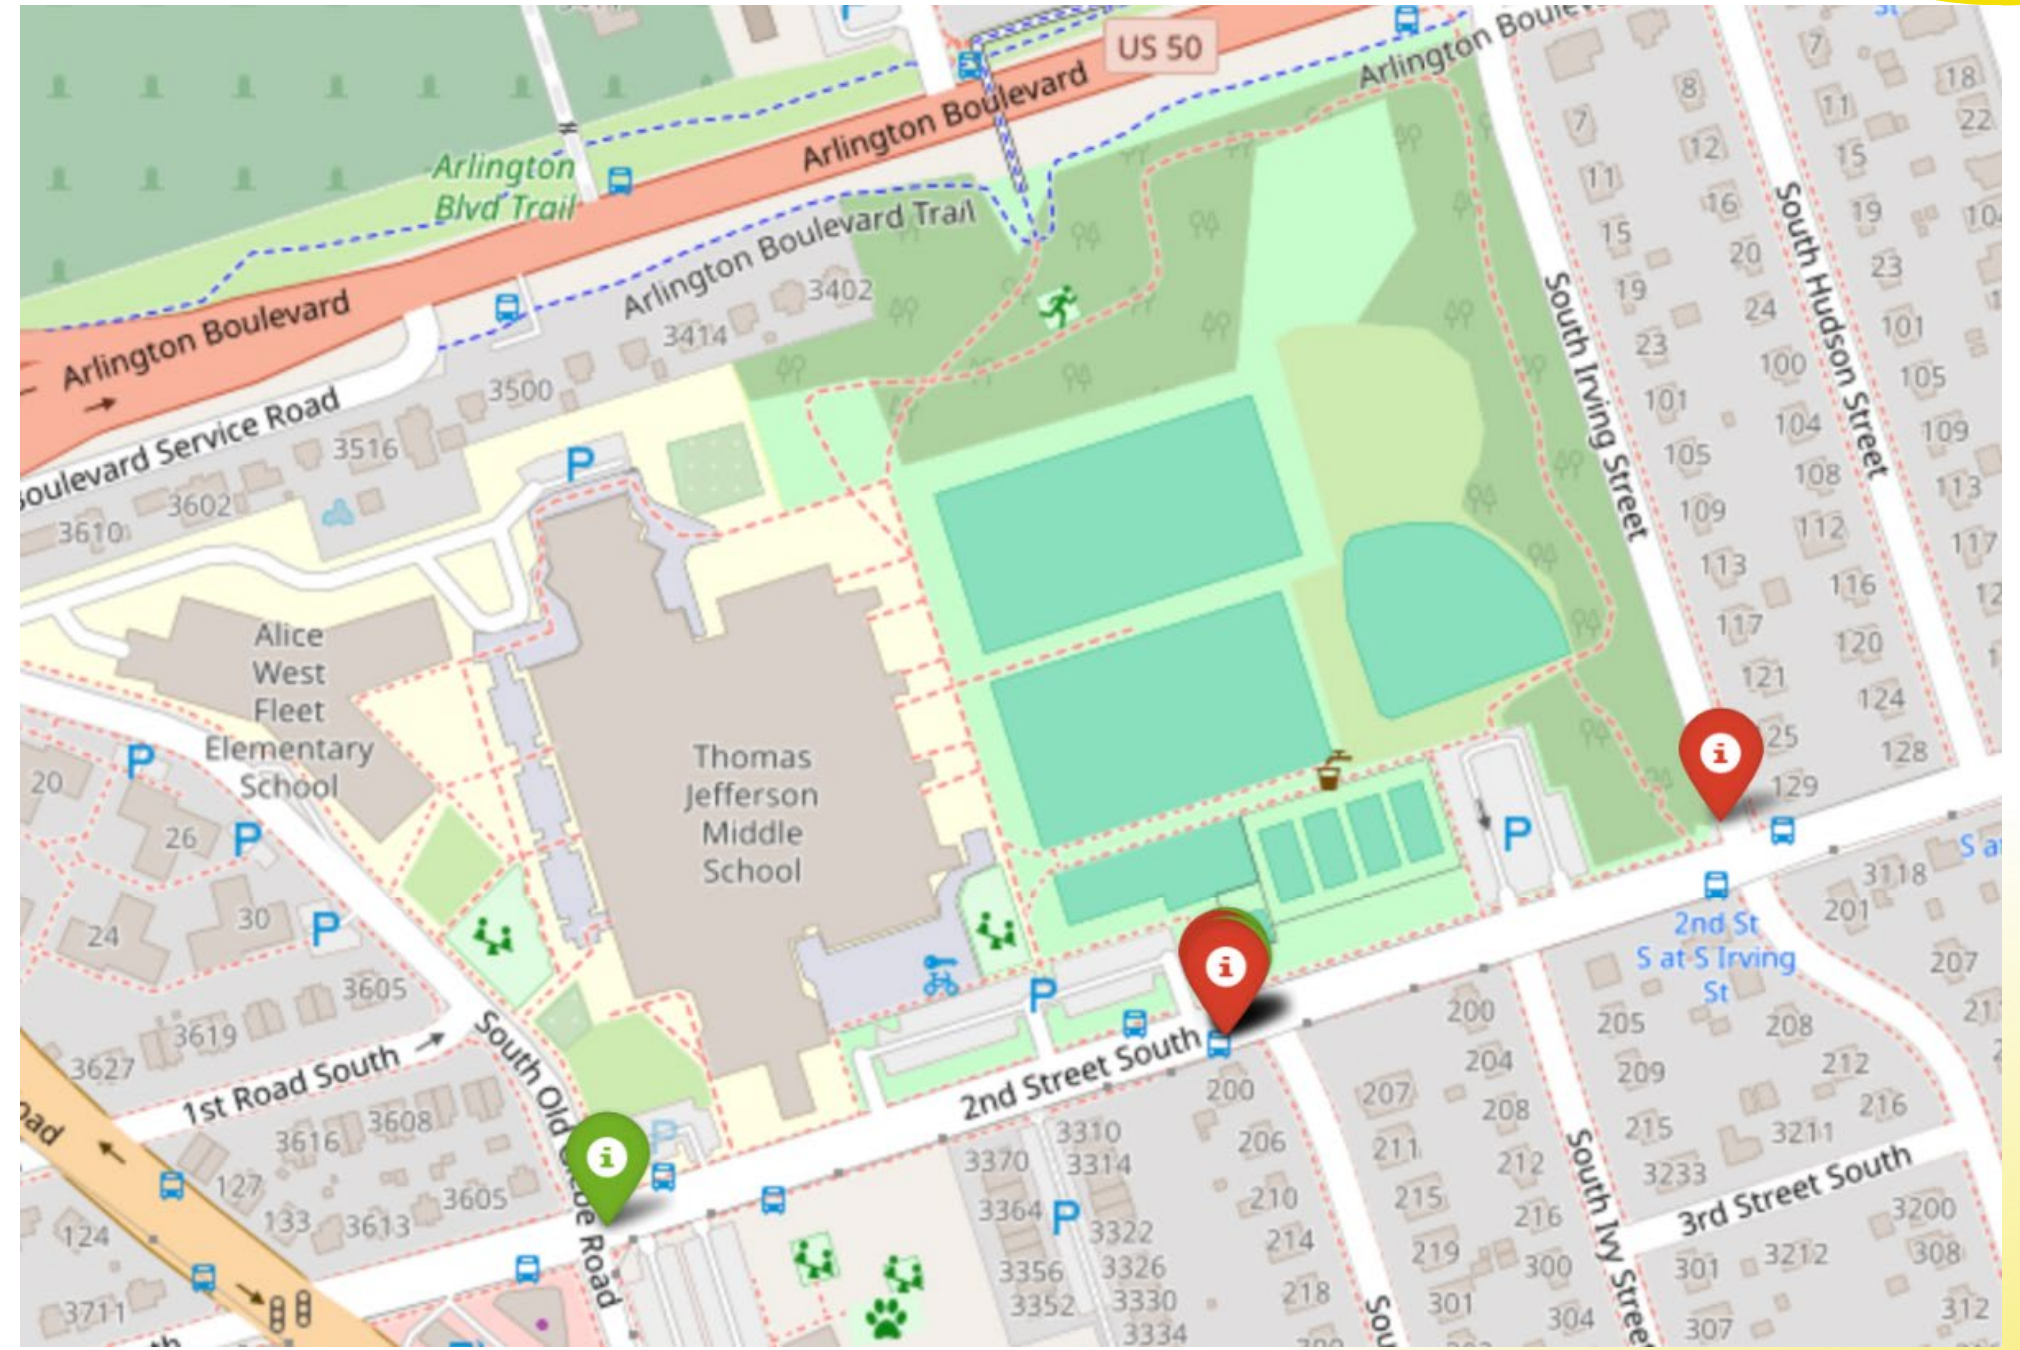 US 50
Arlington Boulevard
Arlington Boulevard
Arlington
Blvd Trail
Arlington Boulevard Trail
Arlington Boulevard
Boulevard Service Road
South Irving Street
South Hudson Street
7
18
8
11
22
7
12
15
11
16
19
104
15
20
23
19
24
101
23
100
105
101
104
109
105
108
113
109
112
117
113
116
117
120
121
124
125
128
129
3402
3414
3500
3516
3602
3610
P
Alice
West
Fleet
Elementary
School
Thomas
Jefferson
Middle
School
P
20
26
P
24
30
P
P
P
3605
3619
3627
1st Road South
South Old Glebe Road
2nd Street South
3118
201
2nd St
S at S Irving
St
207
200
205
208
204
209
212
208
215
216
3211
212
3233
216
3rd Street South
3200
South Ivy Street
301
3212
308
300
304
307
312
200
207
206
211
210
215
214
219
218
301
3310
3370
3314
3364
P
3322
3356
3326
3352
3330
3334
3616
3608
127
3605
133
3613
124
3711
P
i
i
i